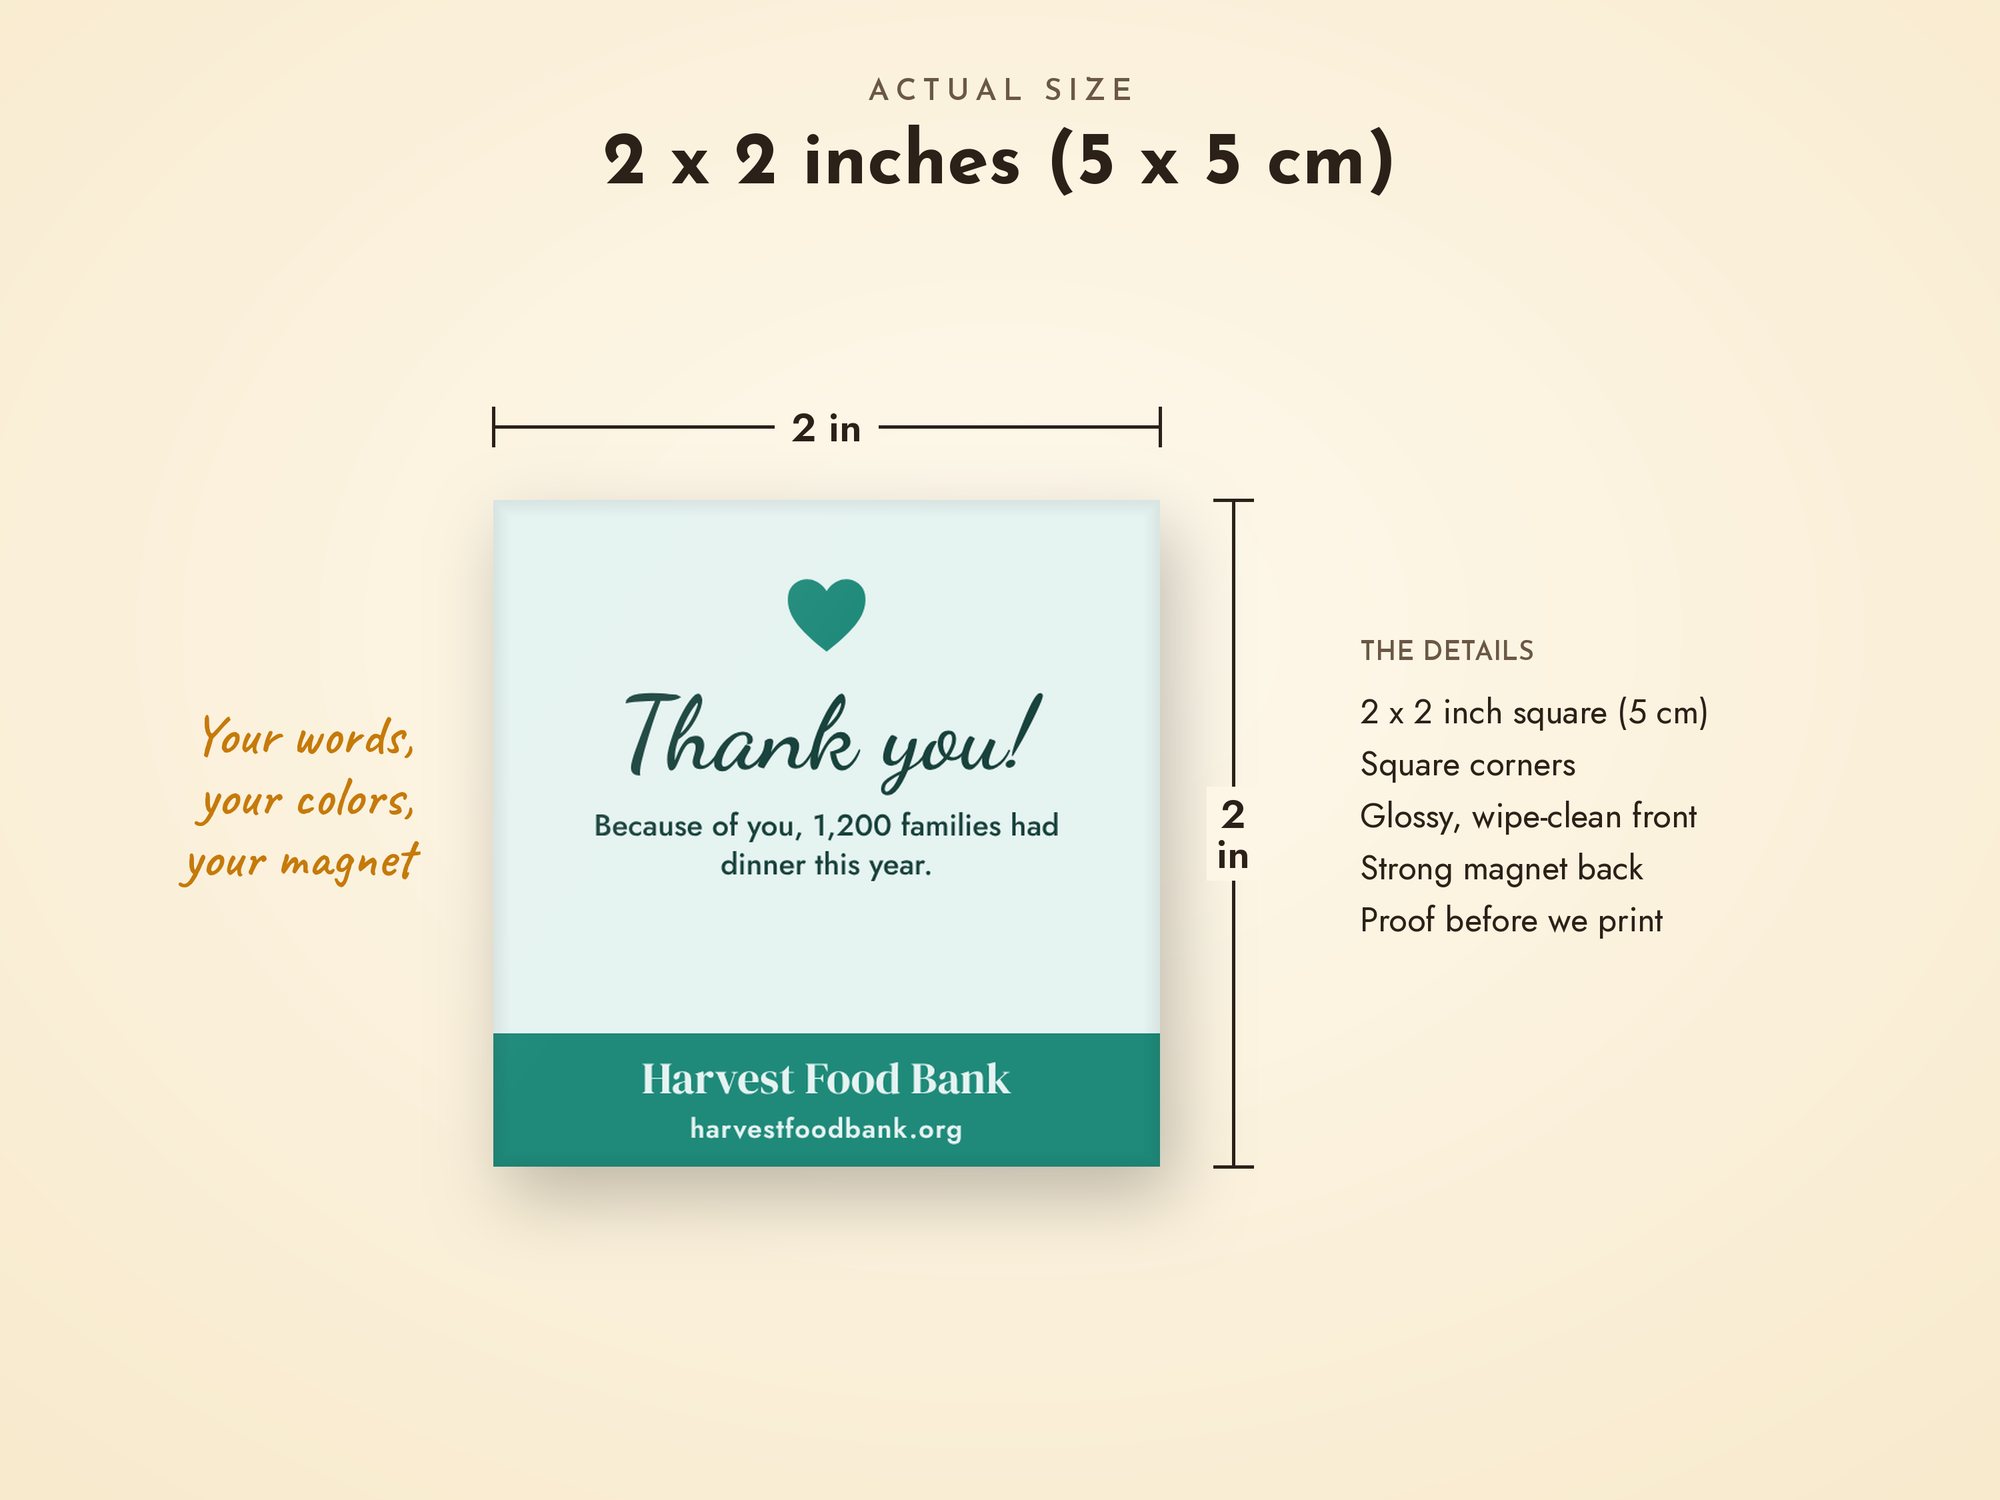 ACTUAL SIZE
2 x 2 inches (5 x 5 cm)
2 in
Thank you!
Because of you, 1,200 families had
dinner this year.
Harvest Food Bank
harvestfoodbank.org
2
in
Your words,
your colors,
your magnet
THE DETAILS
2 x 2 inch square (5 cm)
Square corners
Glossy, wipe-clean front
Strong magnet back
Proof before we print